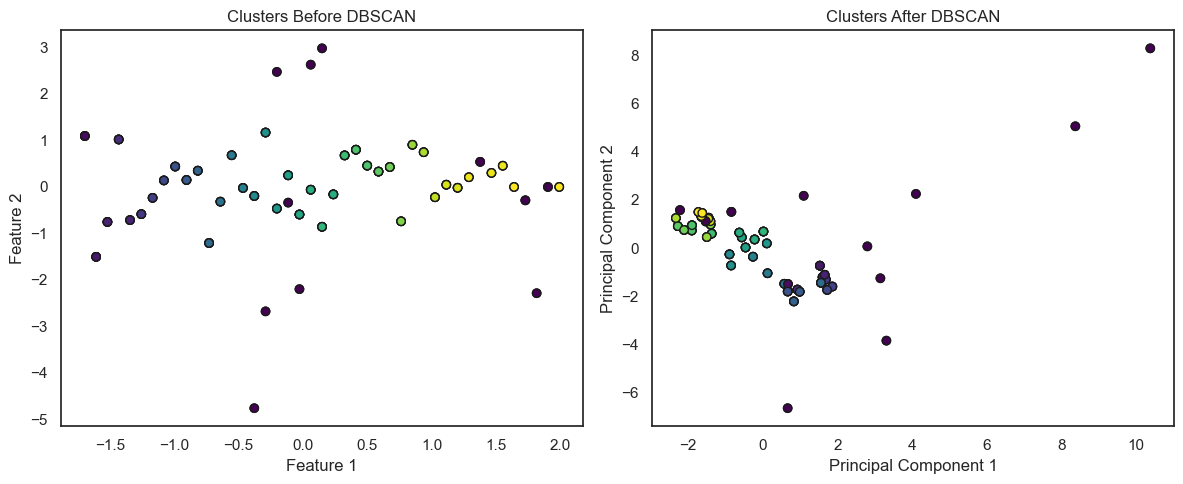 Clusters Before DBSCAN
Feature 2
3
2
1
0
−1
−2
−3
−4
−5
−1.5 −1.0 −0.5 0.0 0.5 1.0 1.5 2.0
Feature 1
Clusters After DBSCAN
Principal Component 2
8
6
4
2
0
−2
−4
−6
−2 0 2 4 6 8 10
Principal Component 1